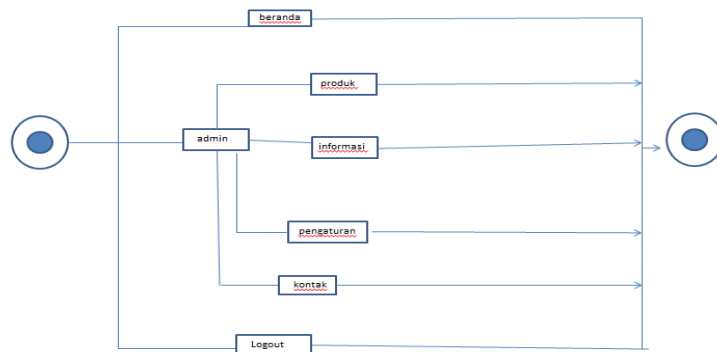 beranda
produk
admin
informasi
pengaturan
kontak
Logout